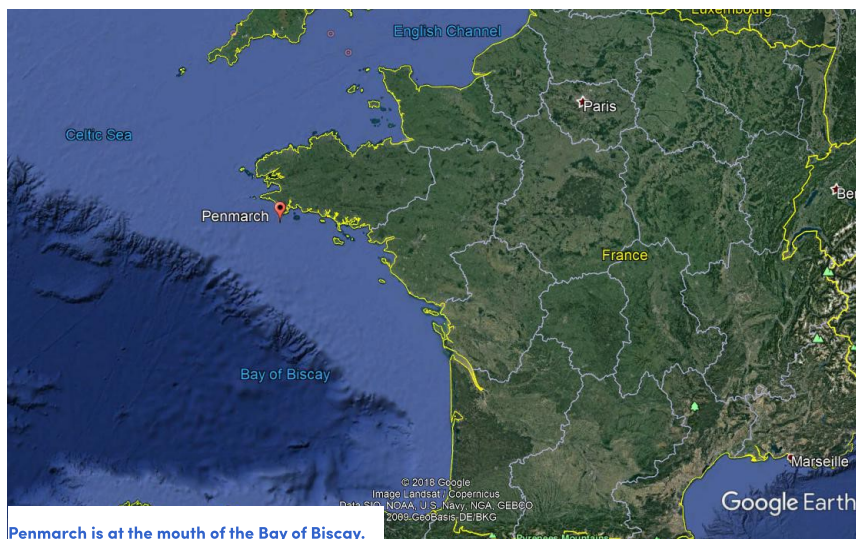 Luxembourg
English Channel
Paris
Celtic Sea
Ber
Penmarch
France
Bay of Biscay
Marseille
© 2018 Google
Image Landsat / Copernicus
Data SIO, NOAA, U.S. Navy, NGA, GEBCO
2009 GeoBasis-DE/BKG
Google Earth
Pyrenees Mountains
Penmarch is at the mouth of the Bay of Biscay.